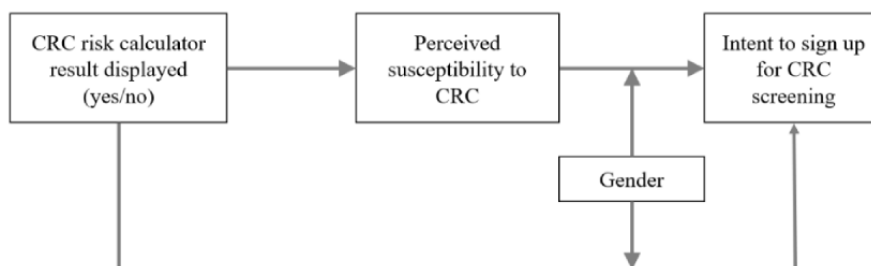 CRC risk calculator
result displayed
(yes/no)
Perceived
susceptibility to
CRC
Intent to sign up
for CRC
screening
Gender